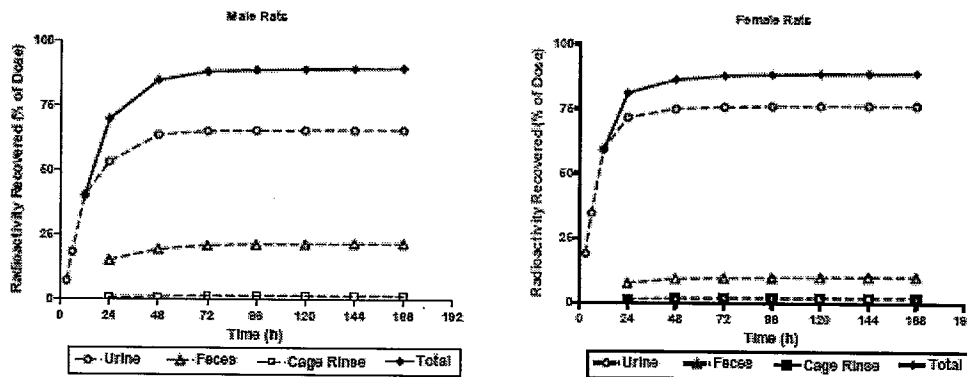 Male Rats
Radioactivity Recovered (% of Dose)
100
75
50
25
0
0 24 48 72 96 120 144 168 192
Time (h)
Urine Feces Cage Rinse Total
Female Rats
Radioactivity Recovered (% of Dose)
100
75
50
25
0
0 24 48 72 96 120 144 168
Time (h)
Urine Feces Cage Rinse Total